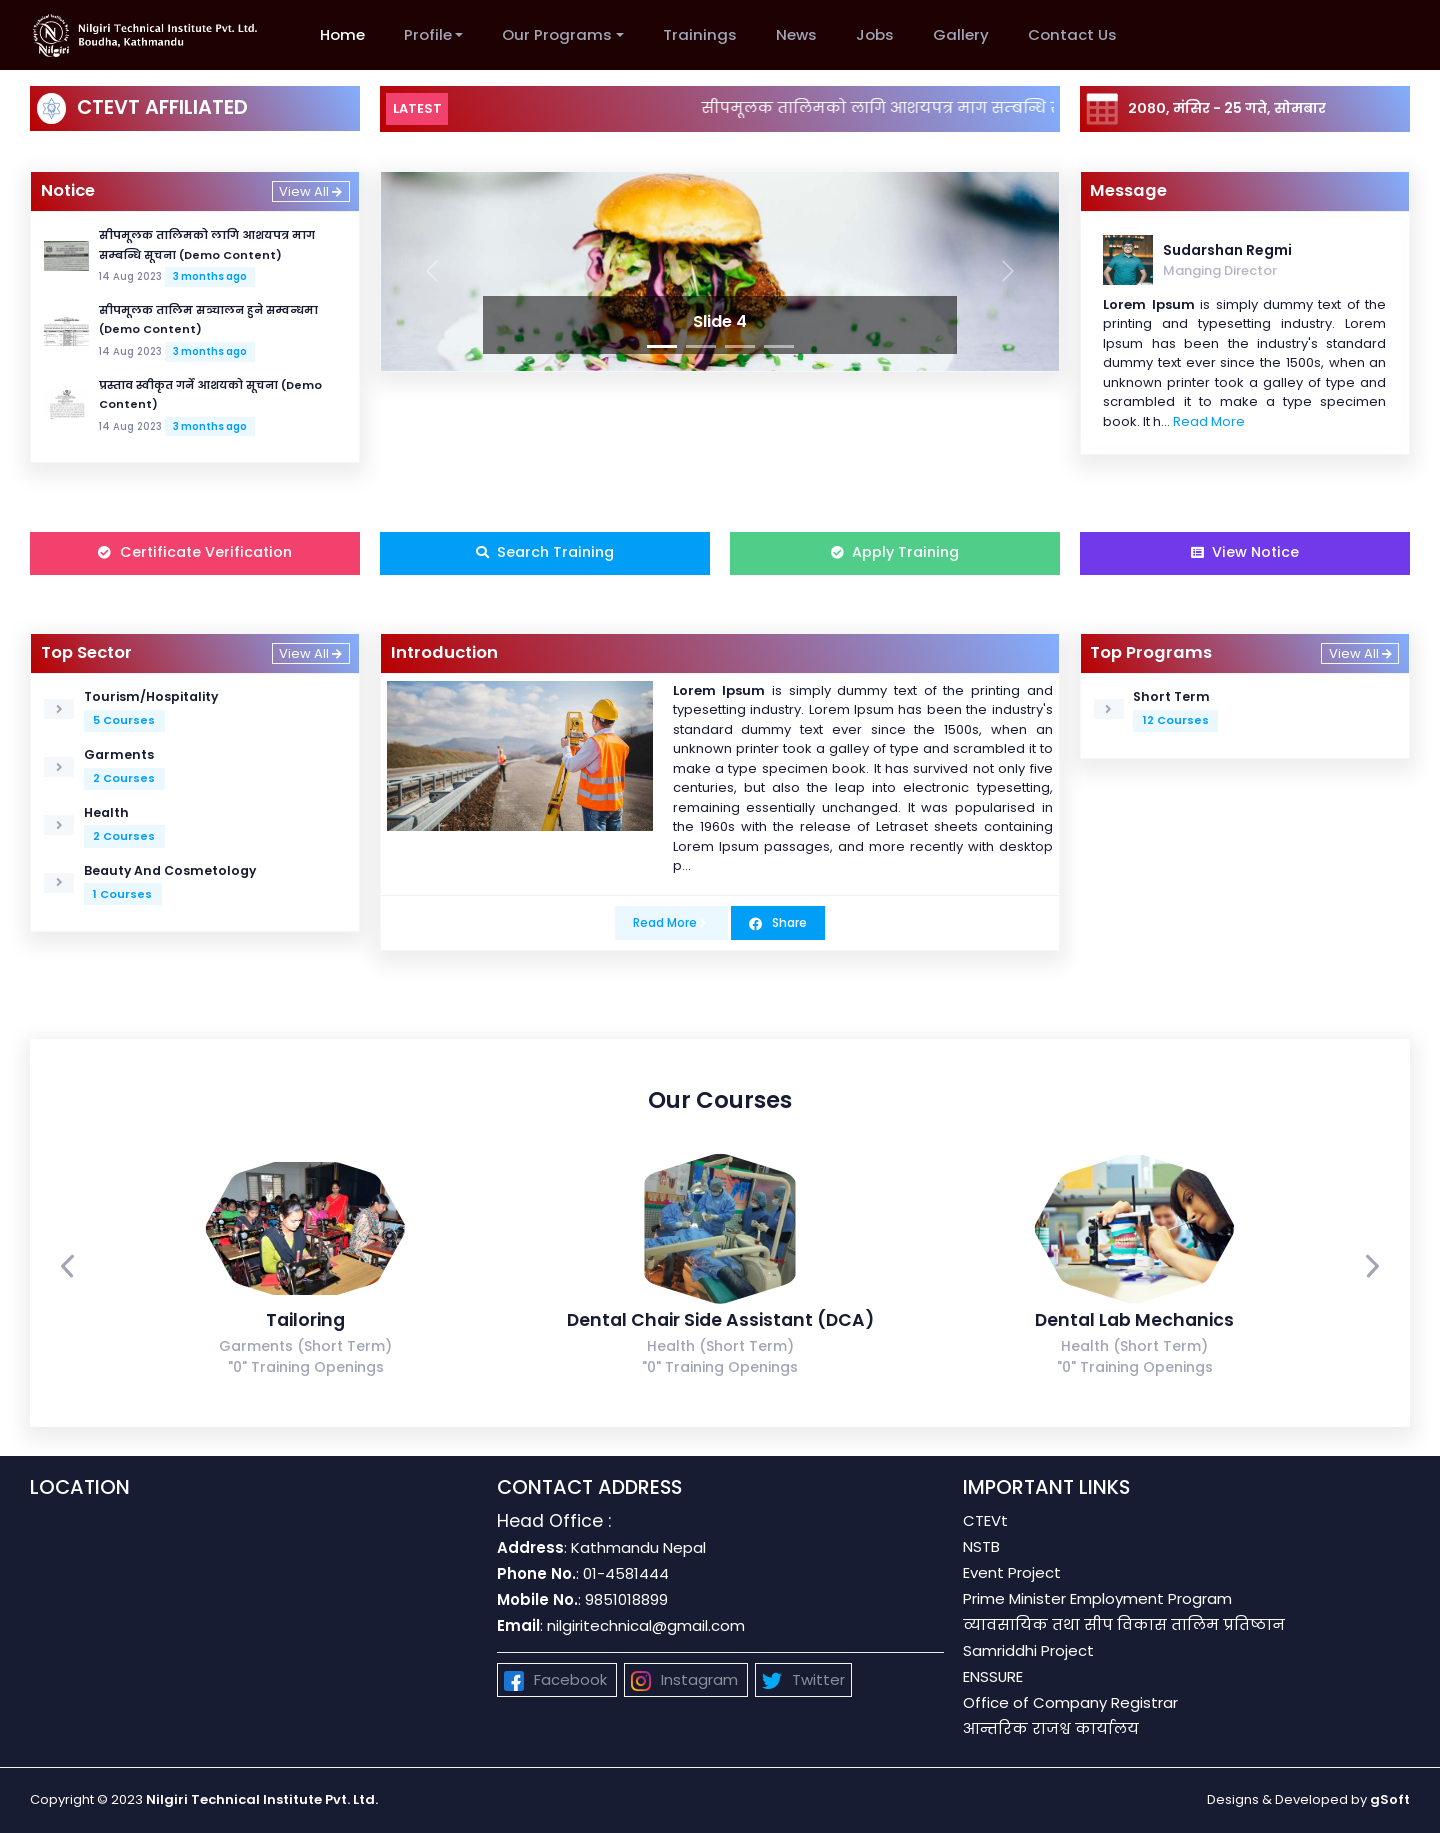 Nilgiri Technical Institute Pvt. Ltd.
Boudha, Kathmandu
Nilgiri
Home
Profile
Our Programs
Trainings
News
Jobs
Gallery
Contact Us
CTEVT AFFILIATED
LATEST
सीपमूलक तालिमको लागि आशयपत्र माग सम्बन्धि
२०८०, मंसिर - 25 गते, सोमबार
Notice
View All
सीपमूलक तालिमको लागि आशयपत्र माग
सम्बन्धि सूचना (Demo Content)
14 Aug 2023 3 months ago
सीपमूलक तालिम सञ्चालन हुने सम्वन्धमा
(Demo Content)
14 Aug 2023 3 months ago
प्रस्ताव स्वीकृत गर्ने आशयको सूचना (Demo
Content)
14 Aug 2023 3 months ago
Slide 4
Message
Sudarshan Regmi
Manging Director
Lorem Ipsum is simply dummy text of the
printing and typesetting industry. Lorem
Ipsum has been the industry's standard
dummy text ever since the 1500s, when an
unknown printer took a galley of type and
scrambled it to make a type specimen
book. It h... Read More
Certificate Verification
Search Training
Apply Training
View Notice
Top Sector
View All
Tourism/Hospitality
5 Courses
Garments
2 Courses
Health
2 Courses
Beauty And Cosmetology
1 Courses
Introduction
Lorem Ipsum is simply dummy text of the printing and
typesetting industry. Lorem Ipsum has been the industry's
standard dummy text ever since the 1500s, when an
unknown printer took a galley of type and scrambled it to
make a type specimen book. It has survived not only five
centuries, but also the leap into electronic typesetting,
remaining essentially unchanged. It was popularised in
the 1960s with the release of Letraset sheets containing
Lorem Ipsum passages, and more recently with desktop
p...
Read More
Share
Top Programs
View All
Short Term
12 Courses
Our Courses
Tailoring
Garments (Short Term)
"0" Training Openings
Dental Chair Side Assistant (DCA)
Health (Short Term)
"0" Training Openings
Dental Lab Mechanics
Health (Short Term)
"0" Training Openings
LOCATION
CONTACT ADDRESS
Head Office :
Address: Kathmandu Nepal
Phone No.: 01-4581444
Mobile No.: 9851018899
Email: nilgiritechnical@gmail.com
Facebook
Instagram
Twitter
IMPORTANT LINKS
CTEVt
NSTB
Event Project
Prime Minister Employment Program
व्यावसायिक तथा सीप विकास तालिम प्रतिष्ठान
Samriddhi Project
ENSSURE
Office of Company Registrar
आन्तरिक राजश्व कार्यालय
Copyright © 2023 Nilgiri Technical Institute Pvt. Ltd.
Designs & Developed by gSoft